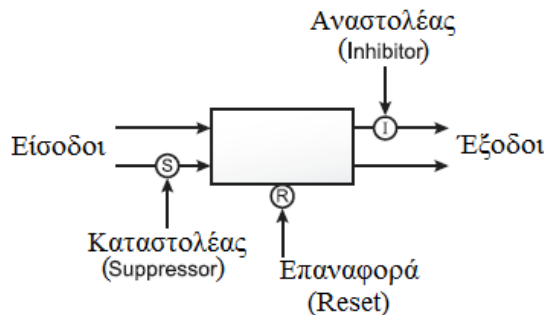 Αναστολέας
(Inhibitor)
Είσοδοι
I
Έξοδοι
S
R
Καταστολέας
(Suppressor)
Επαναφορά
(Reset)